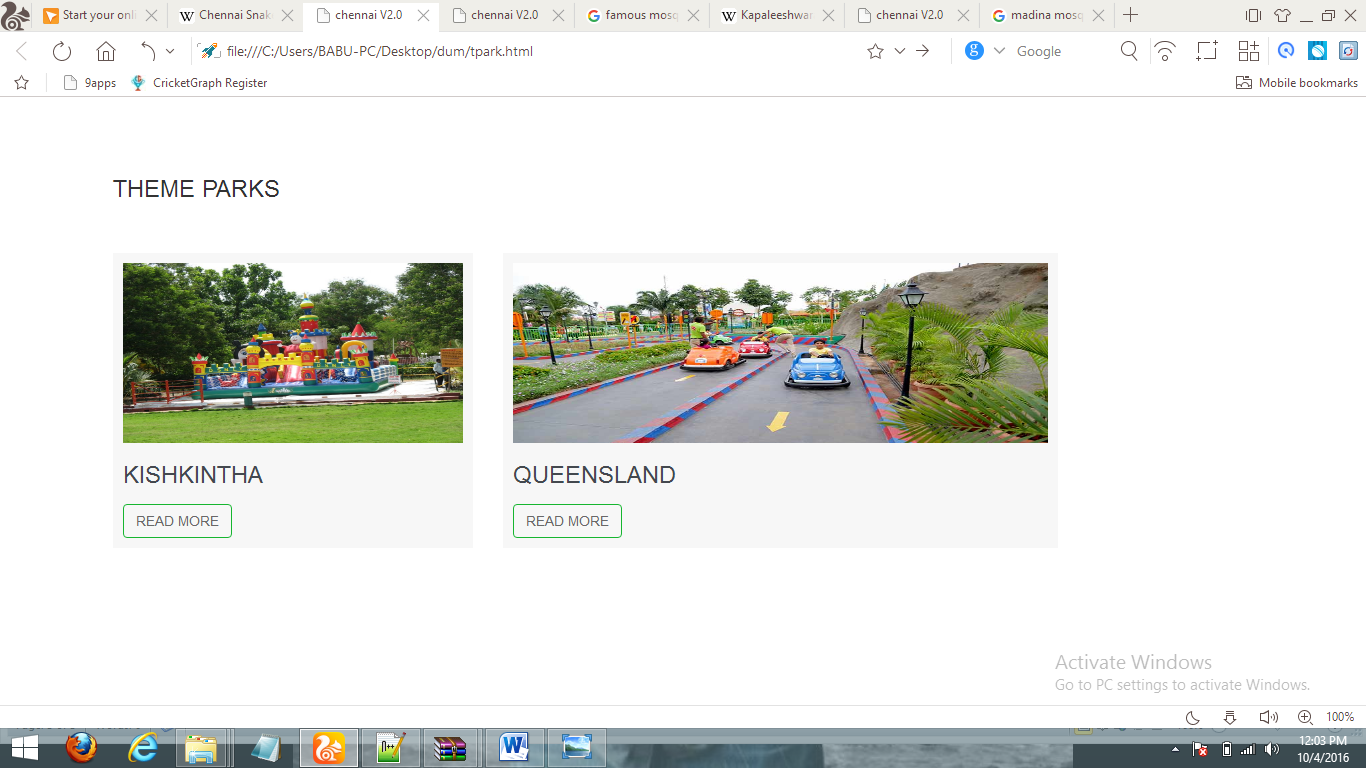 Start your onli
Chennai Snak
chennai V2.0
chennai V2.0
famous mosq
Kapaleeshwar
chennai V2.0
madina mosq
file:///C:/Users/BABU-PC/Desktop/dum/tpark.html
Google
9apps
CricketGraph Register
Mobile bookmarks
THEME PARKS
KISHKINTHA
QUEENSLAND
READ MORE
READ MORE
Activate Windows
Go to PC settings to activate Windows.
100%
12:03 PM
10/4/2016